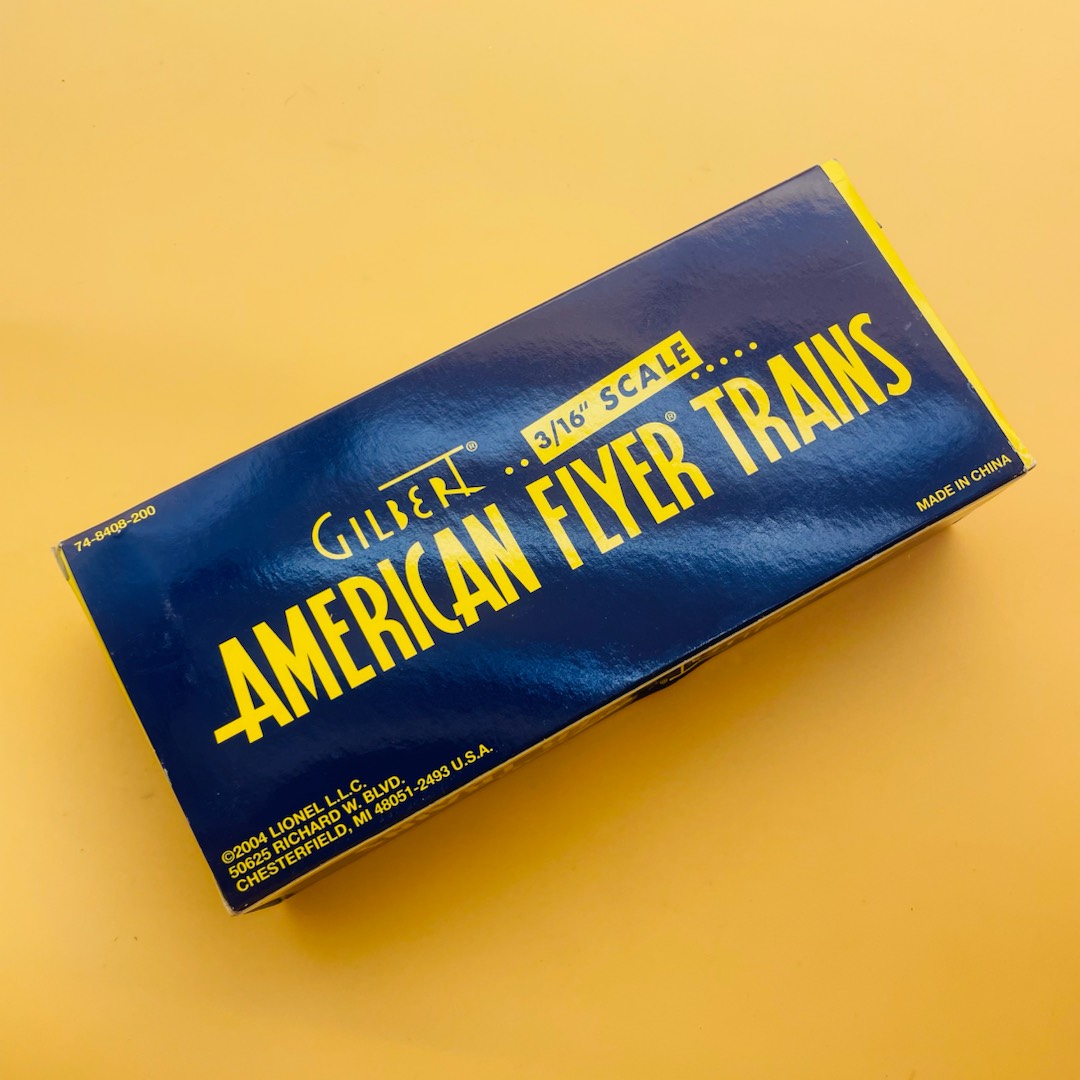 74-8408-200
GILBERT®
3/16" SCALE
AMERICAN FLYER® TRAINS
MADE IN CHINA
©2004 LIONEL L.L.C.
50625 RICHARD W. BLVD.
CHESTERFIELD, MI 48051-2493 U.S.A.